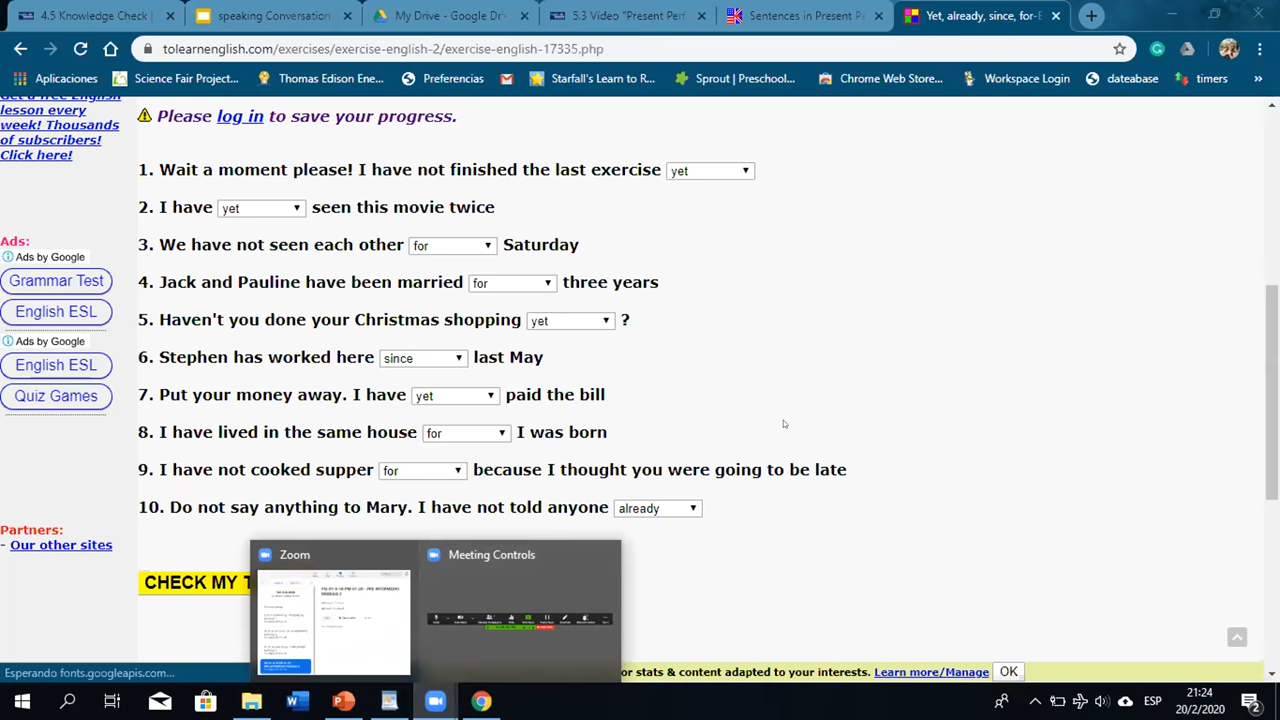 4.5 Knowledge Check |
speaking Conversation
My Drive - Google Dri
5.3 Video "Present Perf
Sentences in Present Pe
Yet, already, since, for-E
tolearnenglish.com/exercises/exercise-english-2/exercise-english-17335.php
Aplicaciones
Science Fair Project...
Thomas Edison Ene...
Preferencias
Starfall's Learn to R...
Sprout | Preschool...
Chrome Web Store...
Workspace Login
dateabase
timers
»
Get a free English
lesson every
week! Thousands
of subscribers!
Click here!
Please log in to save your progress.
1. Wait a moment please! I have not finished the last exercise yet
2. I have yet seen this movie twice
3. We have not seen each other for Saturday
4. Jack and Pauline have been married for three years
5. Haven't you done your Christmas shopping yet ?
6. Stephen has worked here since last May
7. Put your money away. I have yet paid the bill
8. I have lived in the same house for I was born
9. I have not cooked supper for because I thought you were going to be late
10. Do not say anything to Mary. I have not told anyone already
Ads:
Ads by Google
Grammar Test
English ESL
Ads by Google
English ESL
Quiz Games
Partners:
- Our other sites
CHECK MY T
Zoom
Meeting Controls
or stats & content adapted to your interests. Learn more/Manage
OK
Esperando fonts.googleapis.com...
ESP
21:24
20/2/2020
2